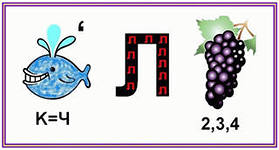 ‘
Л
л л л л л л л л л
К=Ч
2,3,4